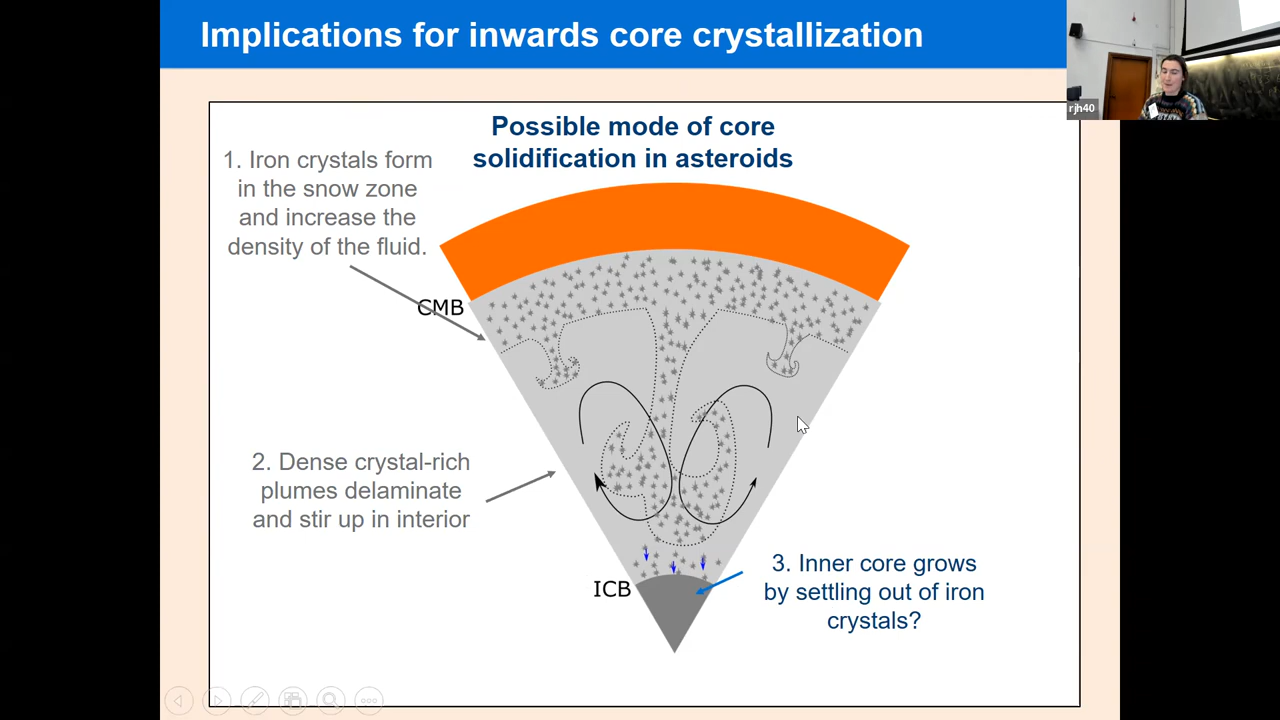 Implications for inwards core crystallization
rjh40
Possible mode of core
solidification in asteroids
1. Iron crystals form
in the snow zone
and increase the
density of the fluid.
CMB
2. Dense crystal-rich
plumes delaminate
and stir up in interior
ICB
3. Inner core grows
by settling out of iron
crystals?